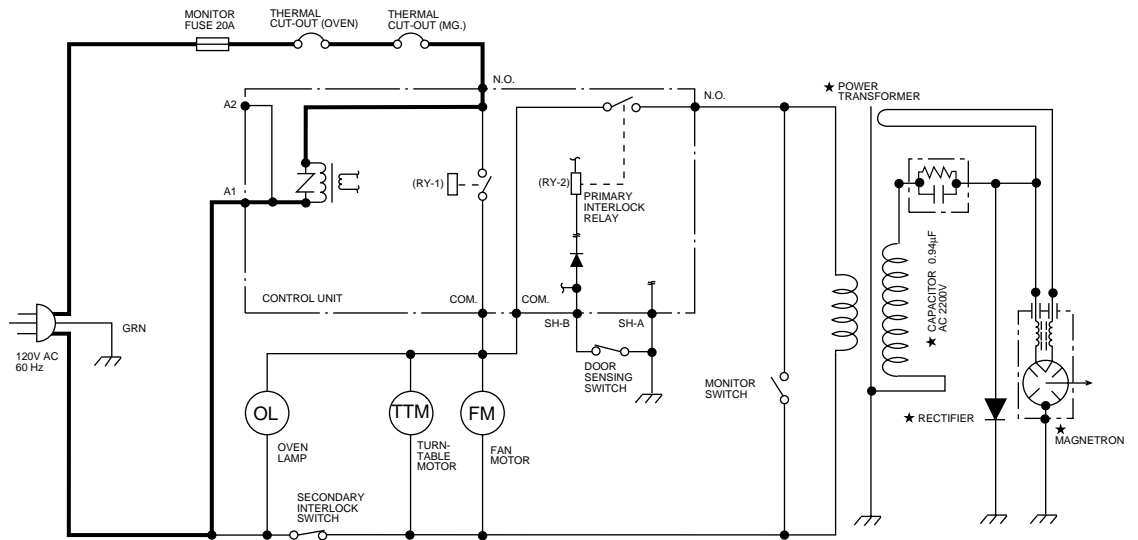 MONITOR
FUSE 20A
THERMAL
CUT-OUT (OVEN)
THERMAL
CUT-OUT (MG.)
N.O.
A2
N.O.
★ POWER
TRANSFORMER
A1
(RY-1)
(RY-2)
PRIMARY
INTERLOCK
RELAY
CONTROL UNIT
COM.
COM.
SH-B
SH-A
★ CAPACITOR 0.94µF
AC 2200V
GRN
120V AC
60 Hz
DOOR
SENSING
SWITCH
MONITOR
SWITCH
OL
TTM
FM
OVEN
LAMP
TURN-
TABLE
MOTOR
FAN
MOTOR
★ RECTIFIER
★
MAGNETRON
SECONDARY
INTERLOCK
SWITCH